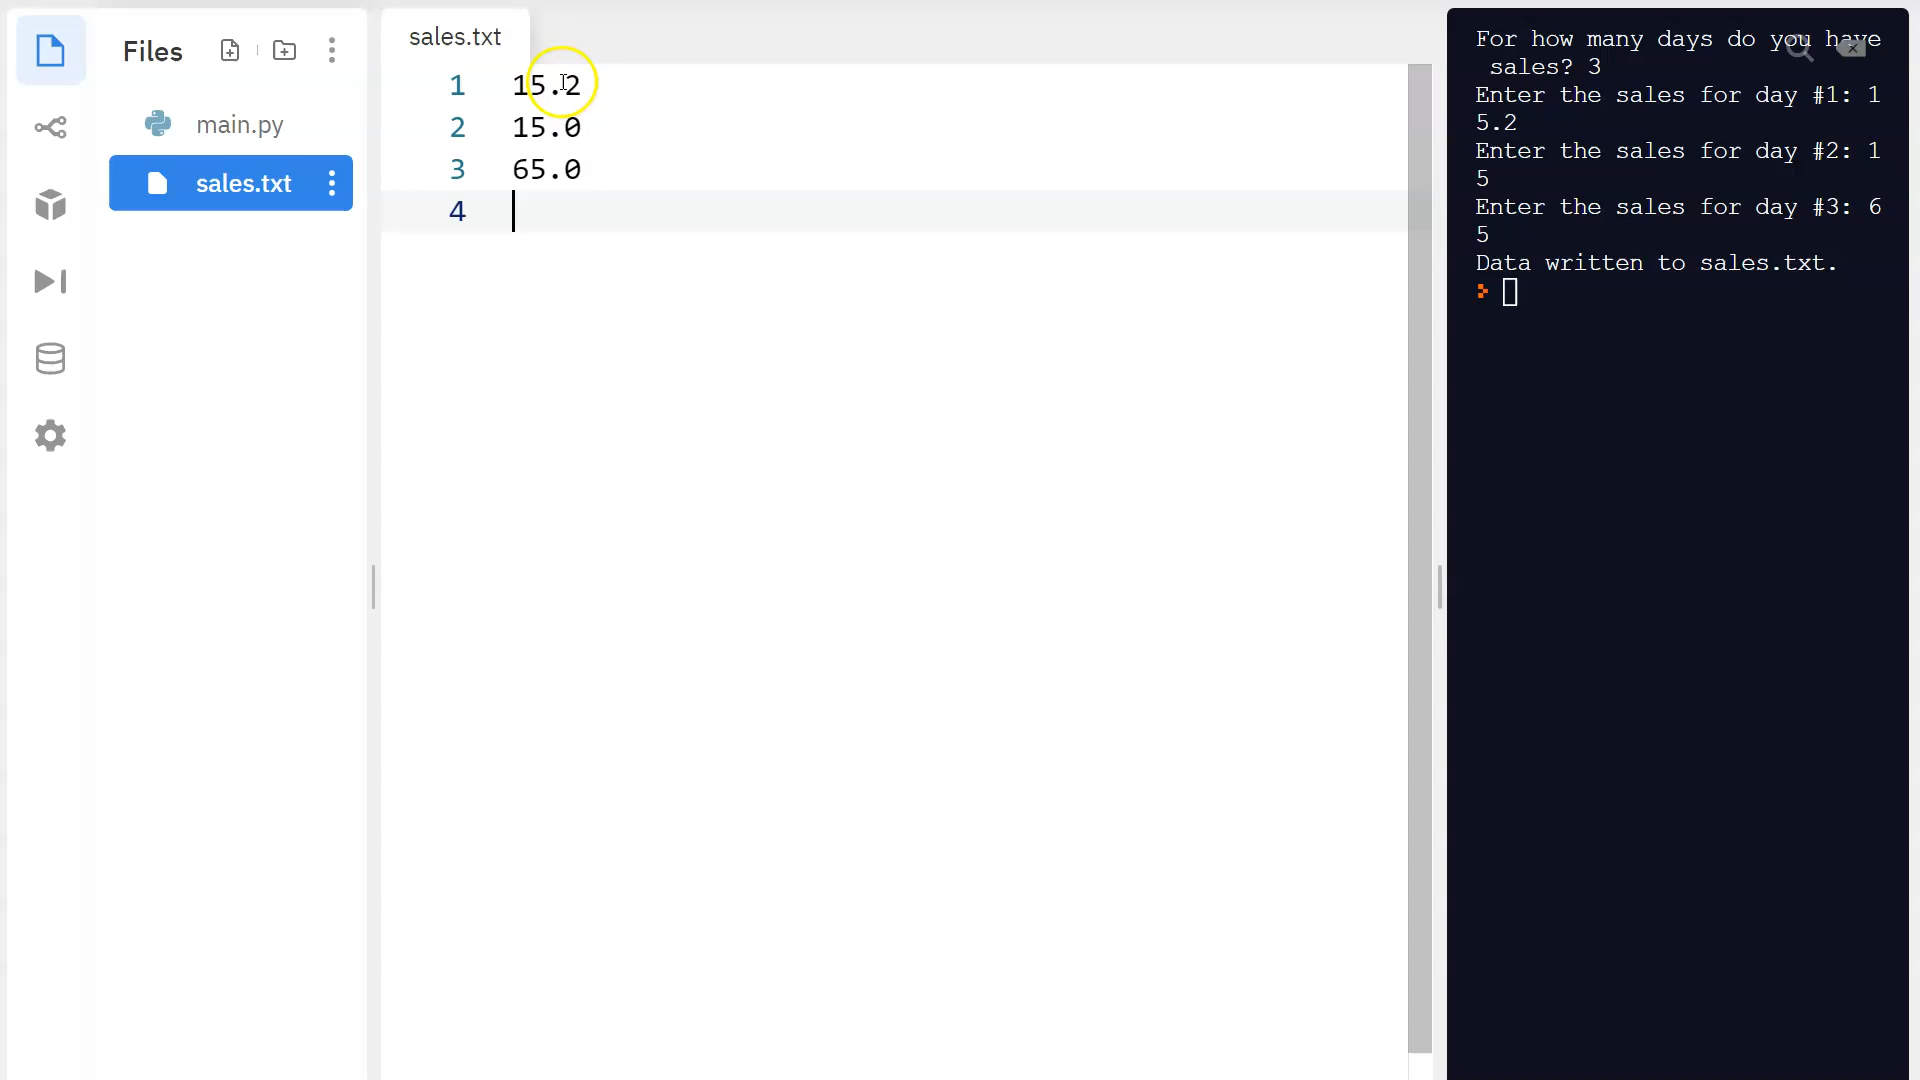 Files
main.py
sales.txt
sales.txt
1 15.2
2 15.0
3 65.0
4
For how many days do you have
sales? 3
Enter the sales for day #1: 1
5.2
Enter the sales for day #2: 1
5
Enter the sales for day #3: 6
5
Data written to sales.txt.